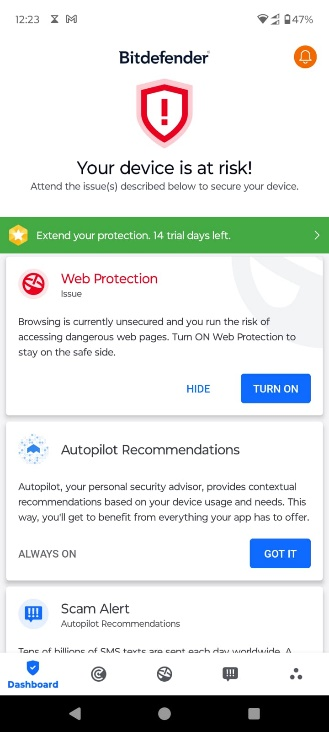 12:23
47%
Bitdefender
Your device is at risk!
Attend the issue(s) described below to secure your device.
Extend your protection. 14 trial days left.
Web Protection
Issue
Browsing is currently unsecured and you run the risk of
accessing dangerous web pages. Turn ON Web Protection to
stay on the safe side.
HIDE
TURN ON
Autopilot Recommendations
Autopilot, your personal security advisor, provides contextual
recommendations based on your device usage and needs. This
way, you'll get to benefit from everything your app has to offer.
ALWAYS ON
GOT IT
Scam Alert
Autopilot Recommendations
Tens of billions of SMS texts are sent each day worldwide. A
Dashboard